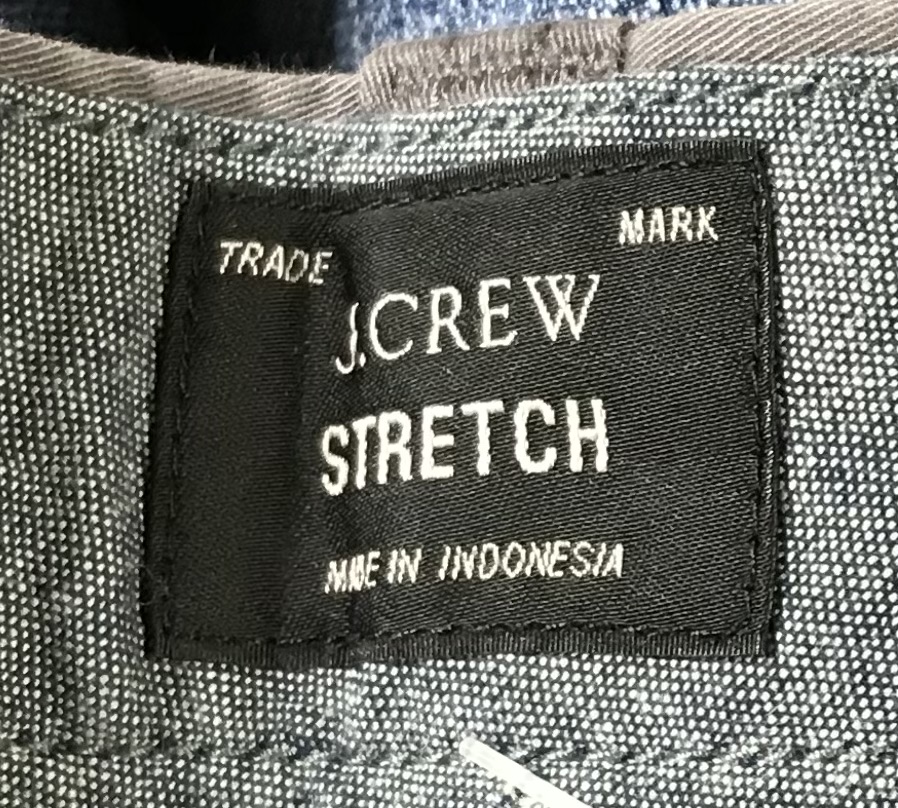 TRADE MARK
J.CREW
STRETCH
MADE IN INDONESIA